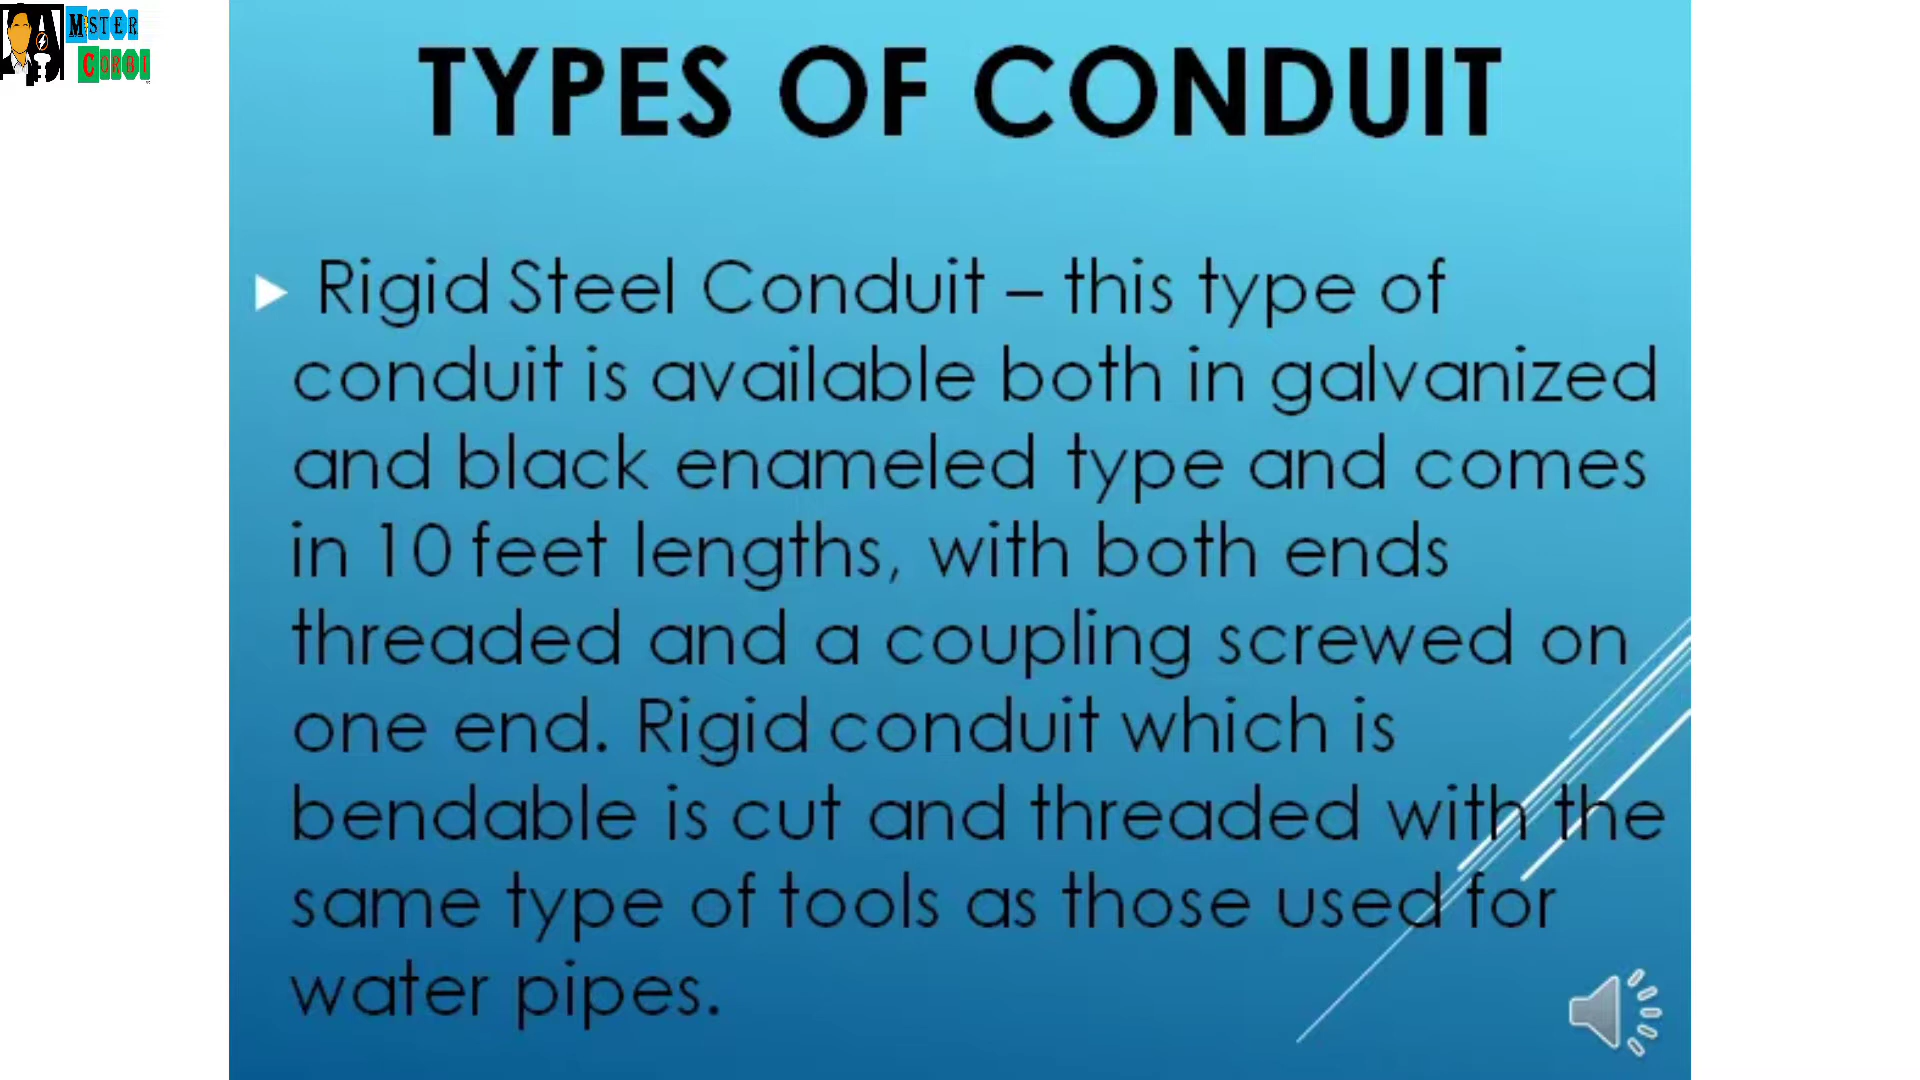 MiSTER
CORBI
TYPES OF CONDUIT
Rigid Steel Conduit – this type of
conduit is available both in galvanized
and black enameled type and comes
in 10 feet lengths, with both ends
threaded and a coupling screwed on
one end. Rigid conduit which is
bendable is cut and threaded with the
same type of tools as those used for
water pipes.